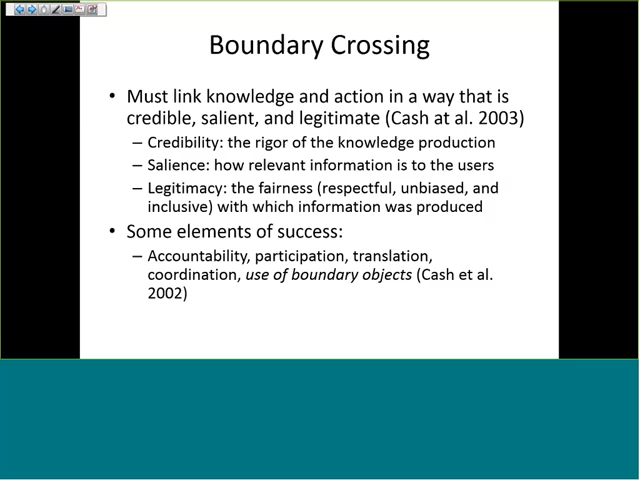 Boundary Crossing
• Must link knowledge and action in a way that is
credible, salient, and legitimate (Cash at al. 2003)
– Credibility: the rigor of the knowledge production
– Salience: how relevant information is to the users
– Legitimacy: the fairness (respectful, unbiased, and
inclusive) with which information was produced
• Some elements of success:
– Accountability, participation, translation,
coordination, use of boundary objects (Cash et al.
2002)